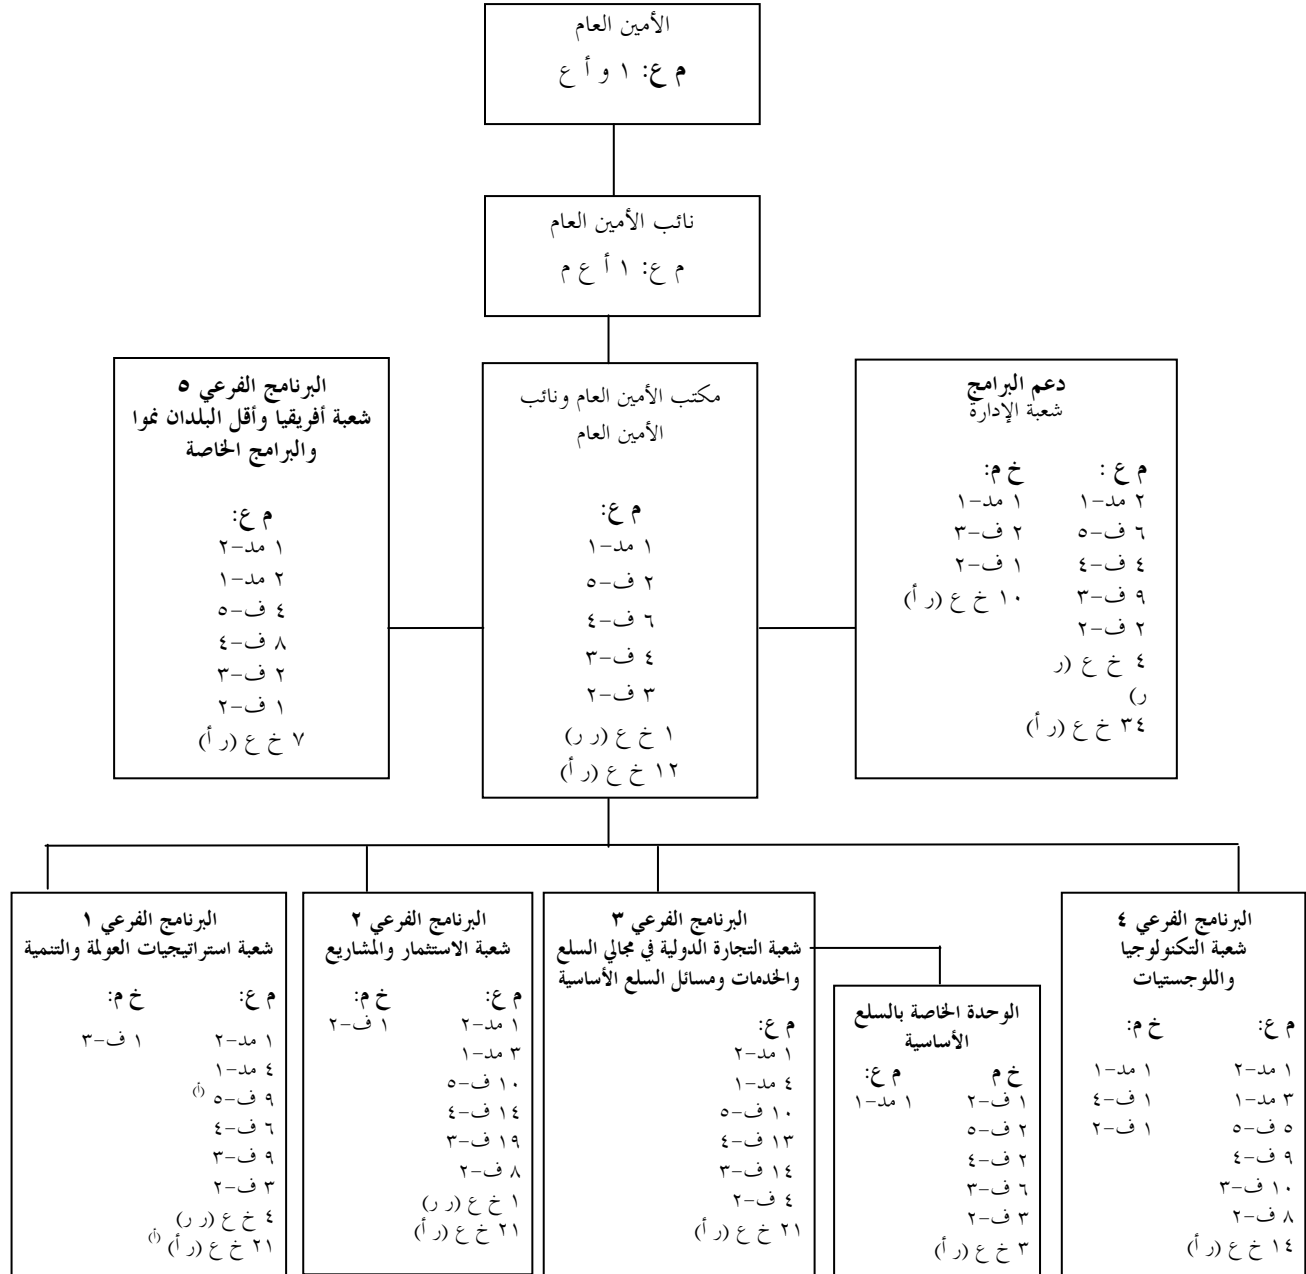 الأمين العام
م ع: ١ و أ ع
نائب الأمين العام
م ع: ١ أ ع م
البرنامج الفرعي ٥
شعبة أفريقيا وأقل البلدان نموا
والبرامج الخاصة
م ع:
١ مد-٢
٢ مد-١
٤ ف-٥
٨ ف-٤
٢ ف-٣
١ ف-٢
٧ خ ع (ر أ)
مكتب الأمين العام ونائب
الأمين العام
م ع:
١ مد-١
٢ ف-٥
٦ ف-٤
٤ ف-٣
٣ ف-٢
١ خ ع (ر ر)
١٢ خ ع (ر أ)
دعم البرامج
شعبة الإدارة
م ع :
٢ مد-١
٦ ف-٥
٤ ف-٤
٩ ف-٣
٢ ف-٢
٤ خ ع (ر
ر)
٣٤ خ ع (ر أ)
خ م:
١ مد-١
٢ ف-٣
١ ف-٢
١٠ خ ع (ر أ)
البرنامج الفرعي ١
شعبة استراتيجيات العولمة والتنمية
م ع:
١ مد-٢
٤ مد-١
٩ ف-٥ (أ)
٦ ف-٤
٩ ف-٣
٣ ف-٢
٤ خ ع (ر ر)
٢١ خ ع (ر أ) (أ)
خ م:
١ ف-٣
البرنامج الفرعي ٢
شعبة الاستثمار والمشاريع
م ع:
١ مد-٢
٣ مد-١
١٠ ف-٥
١٤ ف-٤
١٩ ف-٣
٨ ف-٢
١ خ ع (ر ر)
٢١ خ ع (ر أ)
خ م:
١ ف-٢
البرنامج الفرعي ٣
شعبة التجارة الدولية في مجالي السلع
والخدمات ومسائل السلع الأساسية
م ع:
١ مد-٢
٤ مد-١
١٠ ف-٥
١٣ ف-٤
١٤ ف-٣
٤ ف-٢
٢١ خ ع (ر أ)
الوحدة الخاصة بالسلع
الأساسية
خ م
١ ف-٢
٢ ف-٥
٢ ف-٤
٦ ف-٣
٣ ف-٢
٣ خ ع (ر أ)
م ع:
١ مد-١
البرنامج الفرعي ٤
شعبة التكنولوجيا
واللوجستيات
م ع:
١ مد-٢
٣ مد-١
٥ ف-٥
٩ ف-٤
١٠ ف-٣
٨ ف-٢
١٤ خ ع (ر أ)
خ م:
١ مد-١
١ ف-٤
١ ف-٢